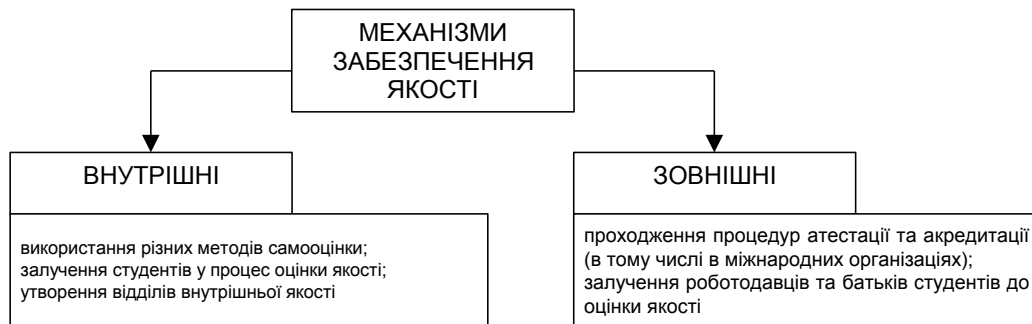 МЕХАНІЗМИ
ЗАБЕЗПЕЧЕННЯ
ЯКОСТІ
ВНУТРІШНІ
використання різних методів самооцінки;
залучення студентів у процес оцінки якості;
утворення відділів внутрішньої якості
ЗОВНІШНІ
проходження процедур атестації та акредитації
(в тому числі в міжнародних організаціях);
залучення роботодавців та батьків студентів до
оцінки якості